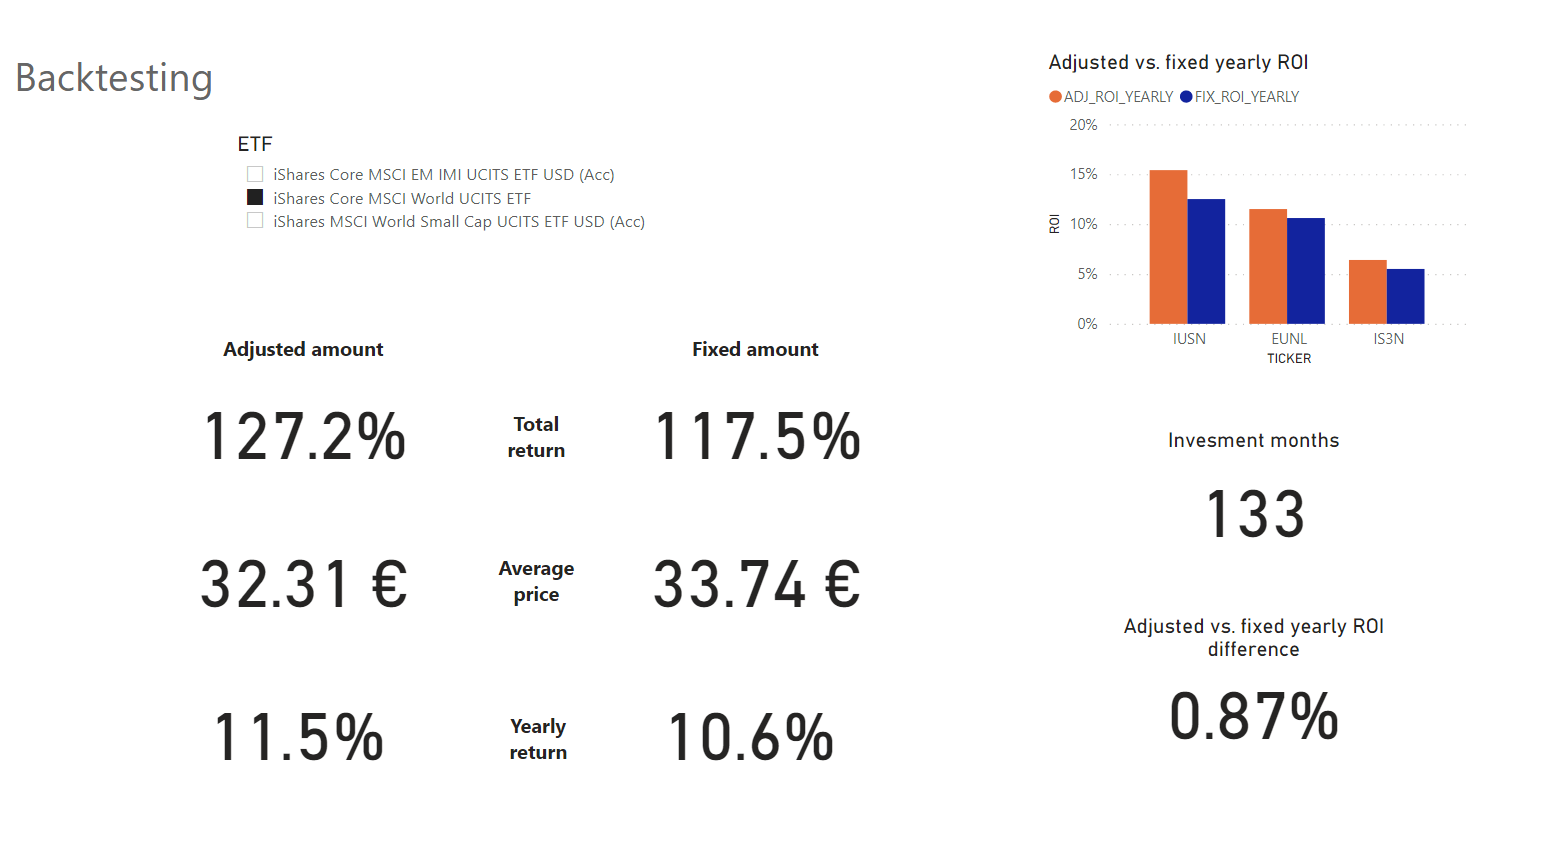 Backtesting
ETF
iShares Core MSCI EM IMI UCITS ETF USD (Acc)
iShares Core MSCI World UCITS ETF
iShares MSCI World Small Cap UCITS ETF USD (Acc)
Adjusted amount
Fixed amount
127.2%
Total
return
117.5%
32.31 €
Average
price
33.74 €
11.5%
Yearly
return
10.6%
Adjusted vs. fixed yearly ROI
ADJ_ROI_YEARLY FIX_ROI_YEARLY
20%
15%
10%
5%
0%
ROI
IUSN EUNL IS3N
TICKER
Invesment months
133
Adjusted vs. fixed yearly ROI
difference
0.87%